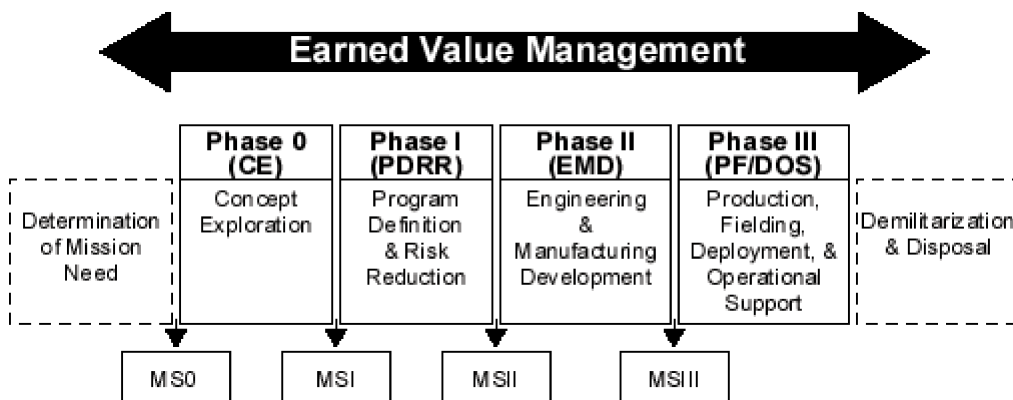 Earned Value Management
Determination
of Mission
Need
Phase 0
(CE)
Concept
Exploration
Phase I
(PDRR)
Program
Definition
& Risk
Reduction
Phase II
(EMD)
Engineering
&
Manufacturing
Development
Phase III
(PF/DOS)
Production,
Fielding,
Deployment, &
Operational
Support
Demilitarization
& Disposal
MS0
MSI
MSII
MSIII